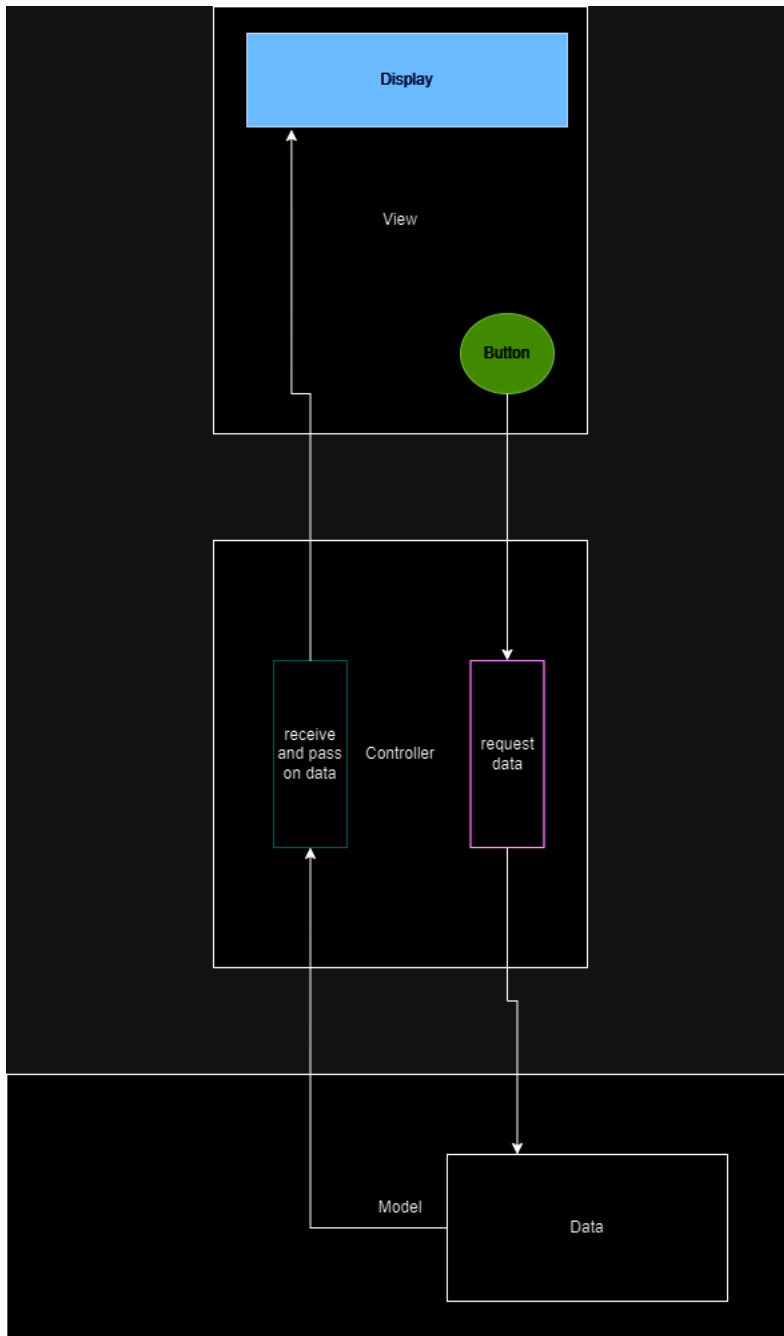 Display
View
Button
receive
and pass
on data
Controller
request
data
Model
Data